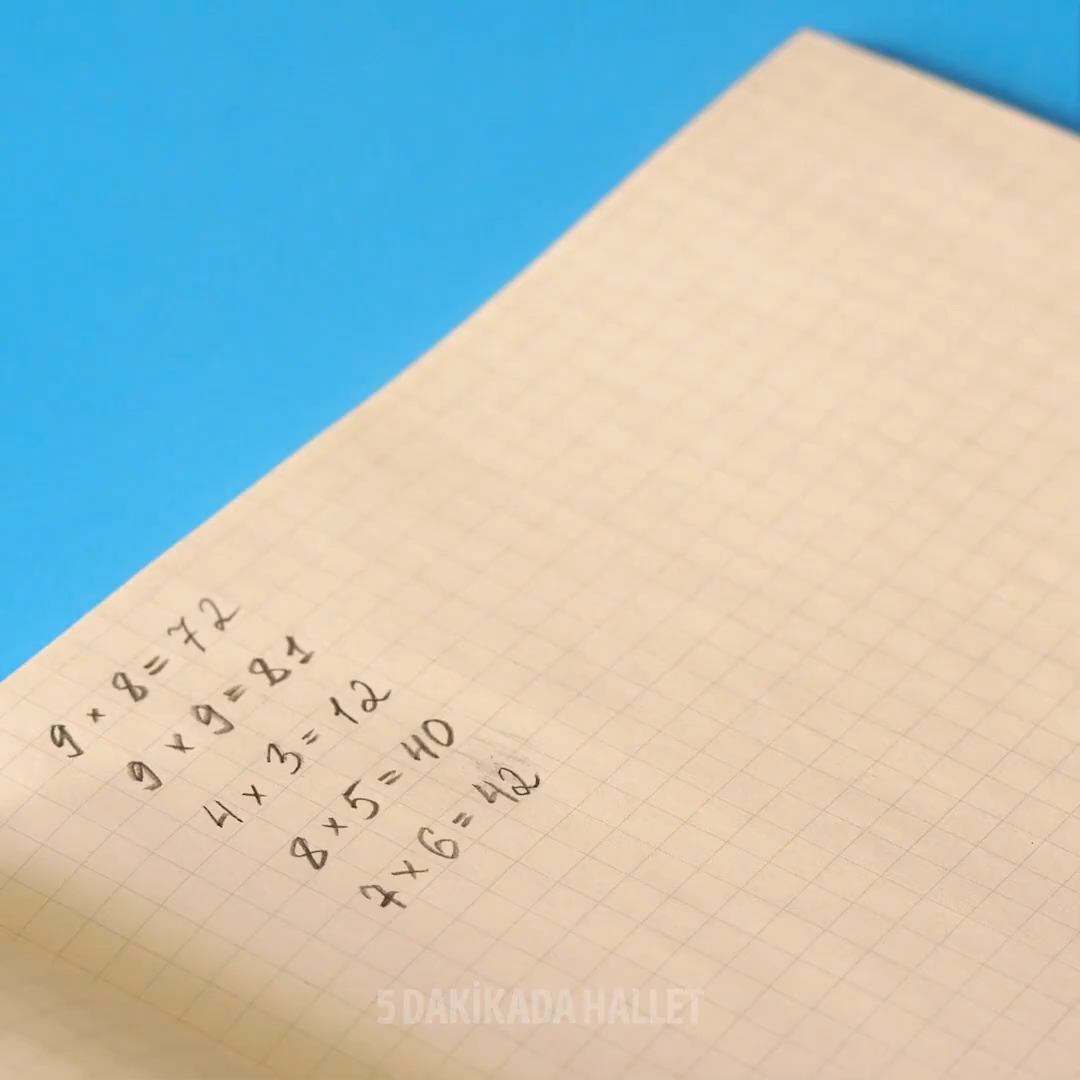 9 × 8 = 72
9 × 9 = 81
4 × 3 = 12
8 × 5 = 40
7 × 6 = 42
5 DAKİKADA HALLET